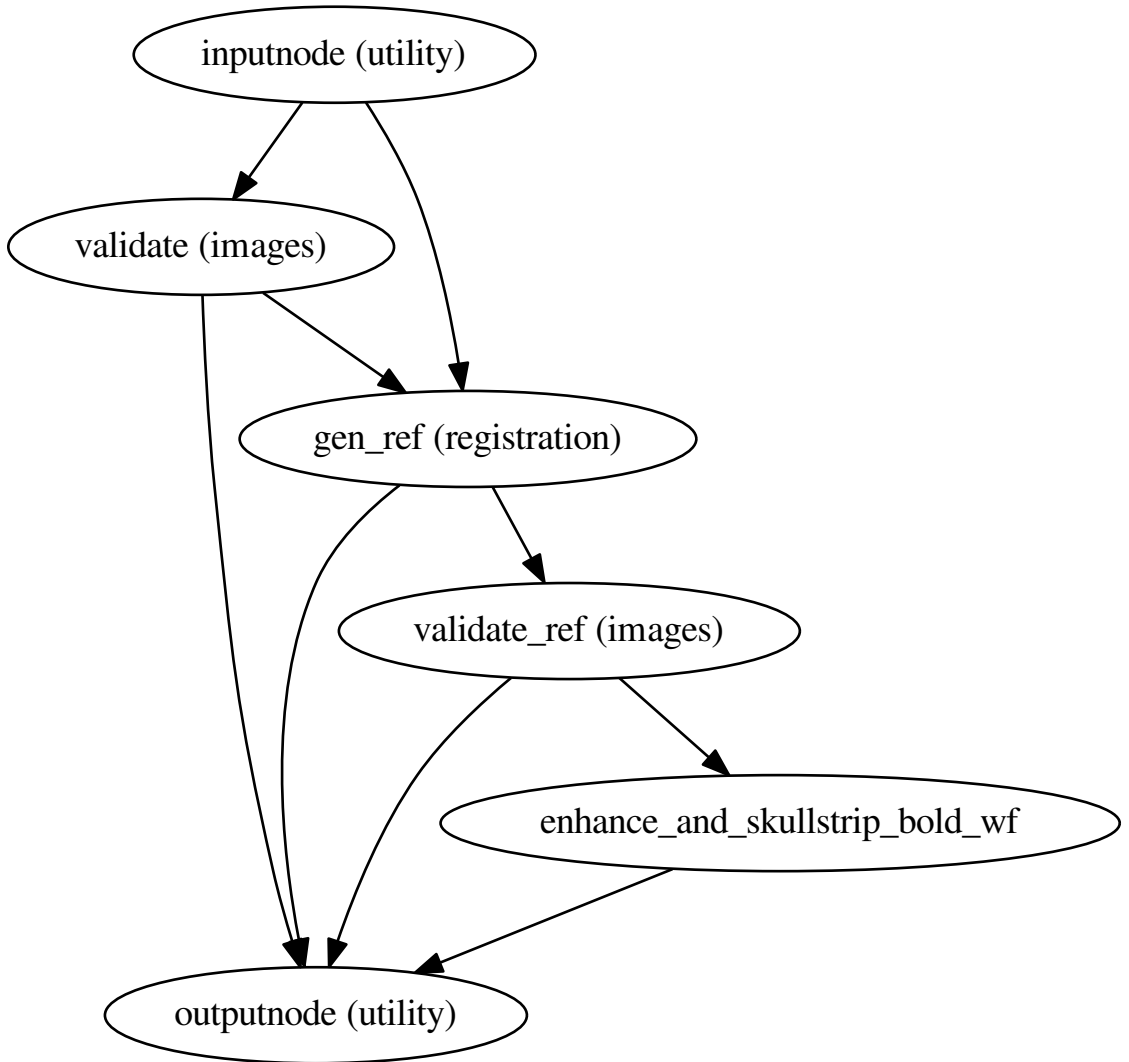 inputnode (utility)
validate (images)
gen_ref (registration)
validate_ref (images)
enhance_and_skullstrip_bold_wf
outputnode (utility)